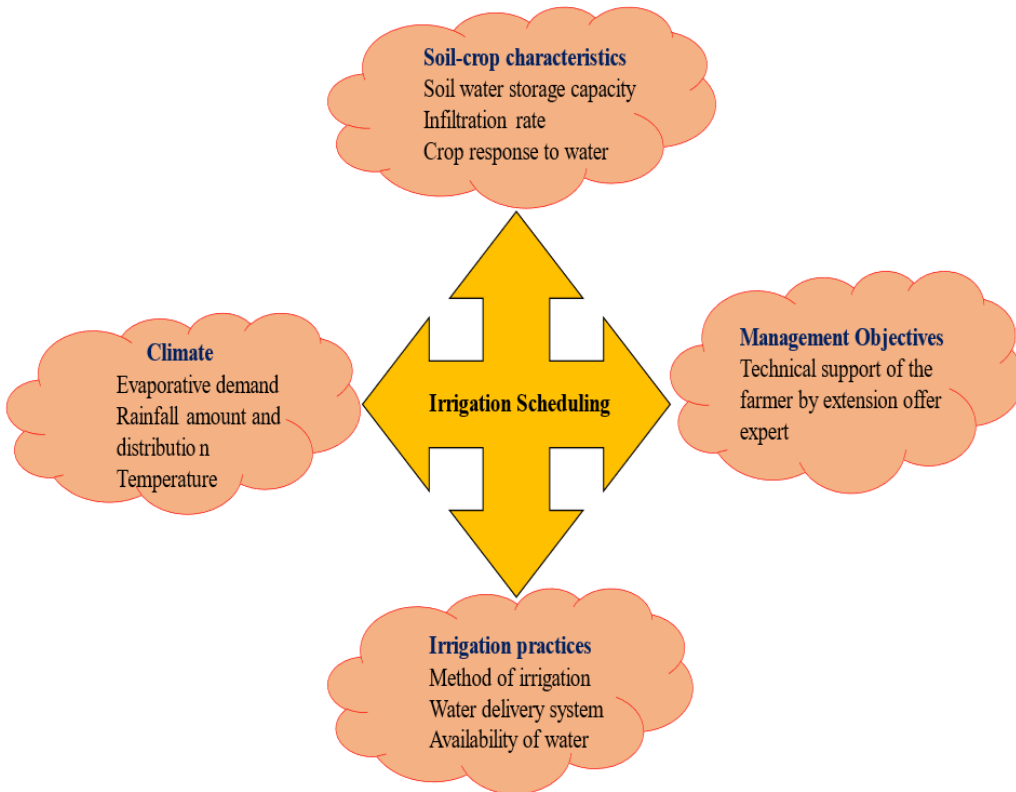 Soil-crop characteristics
Soil water storage capacity
Infiltration rate
Crop response to water
Climate
Evaporative demand
Rainfall amount and
distribution
Temperature
Irrigation Scheduling
Management Objectives
Technical support of the
farmer by extension offer
expert
Irrigation practices
Method of irrigation
Water delivery system
Availability of water